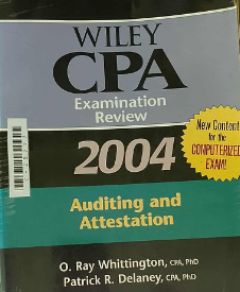 WILEY
CPA
Examination
Review
New Content
for the
COMPUTERIZED
EXAM!
2004
Auditing and
Attestation
O. Ray Whittington, CPA, PhD
Patrick R. Delaney, CPA, PhD